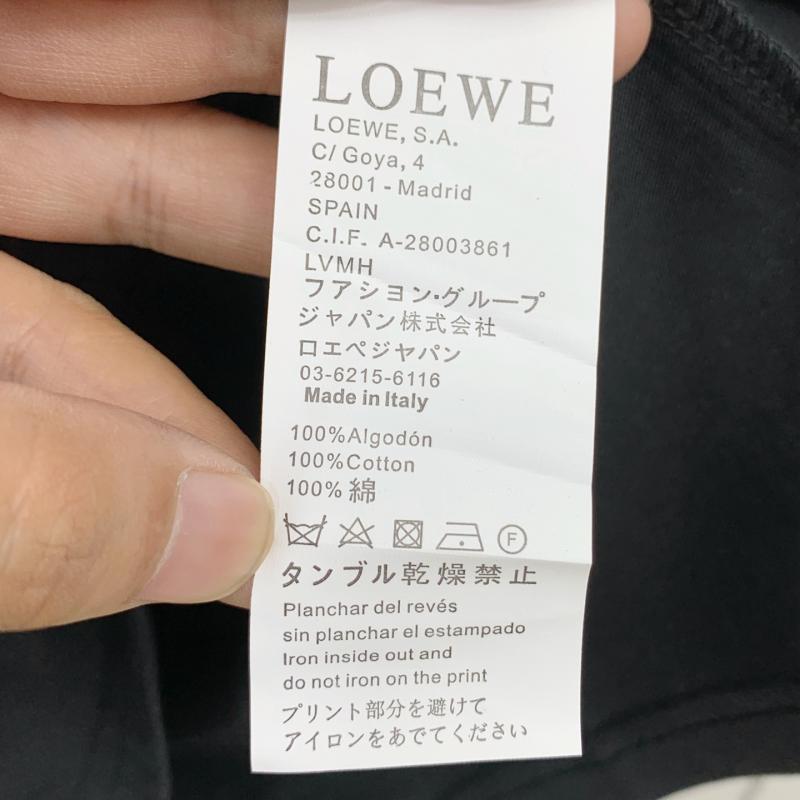 LOEWE
LOEWE, S.A.
C/ Goya, 4
28001 - Madrid
SPAIN
C.I.F. A-28003861
LVMH
フアシヨン・グループ
ジャパン株式会社
ロエペジヤパン
03-6215-6116
Made in Italy
100%Algodón
100%Cotton
100%綿
F
タンブル乾燥禁止
Planchar del revés
sin planchar el estampado
Iron inside out and
do not iron on the print
プリント部分を避けて
アイロンをあでてください